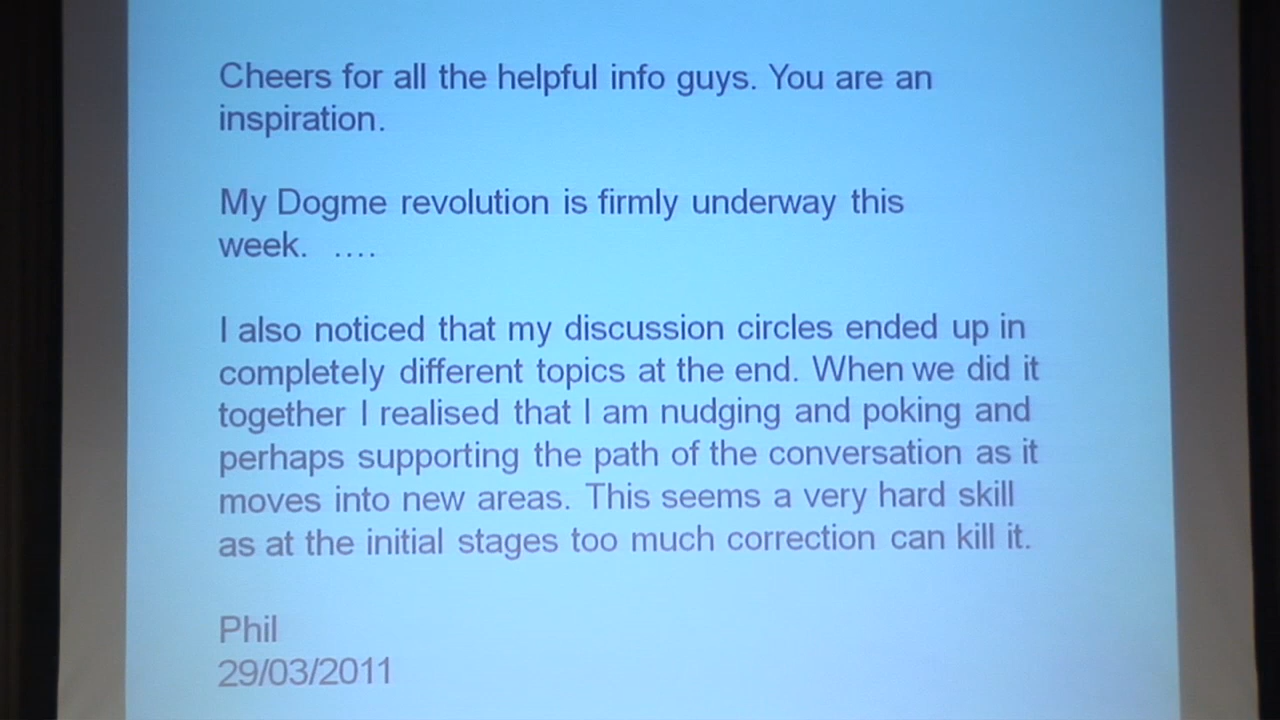 Cheers for all the helpful info guys. You are an
inspiration.
My Dogme revolution is firmly underway this
week. ....
I also noticed that my discussion circles ended up in
completely different topics at the end. When we did it
together I realised that I am nudging and poking and
perhaps supporting the path of the conversation as it
moves into new areas. This seems a very hard skill
as at the initial stages too much correction can kill it.
Phil
29/03/2011